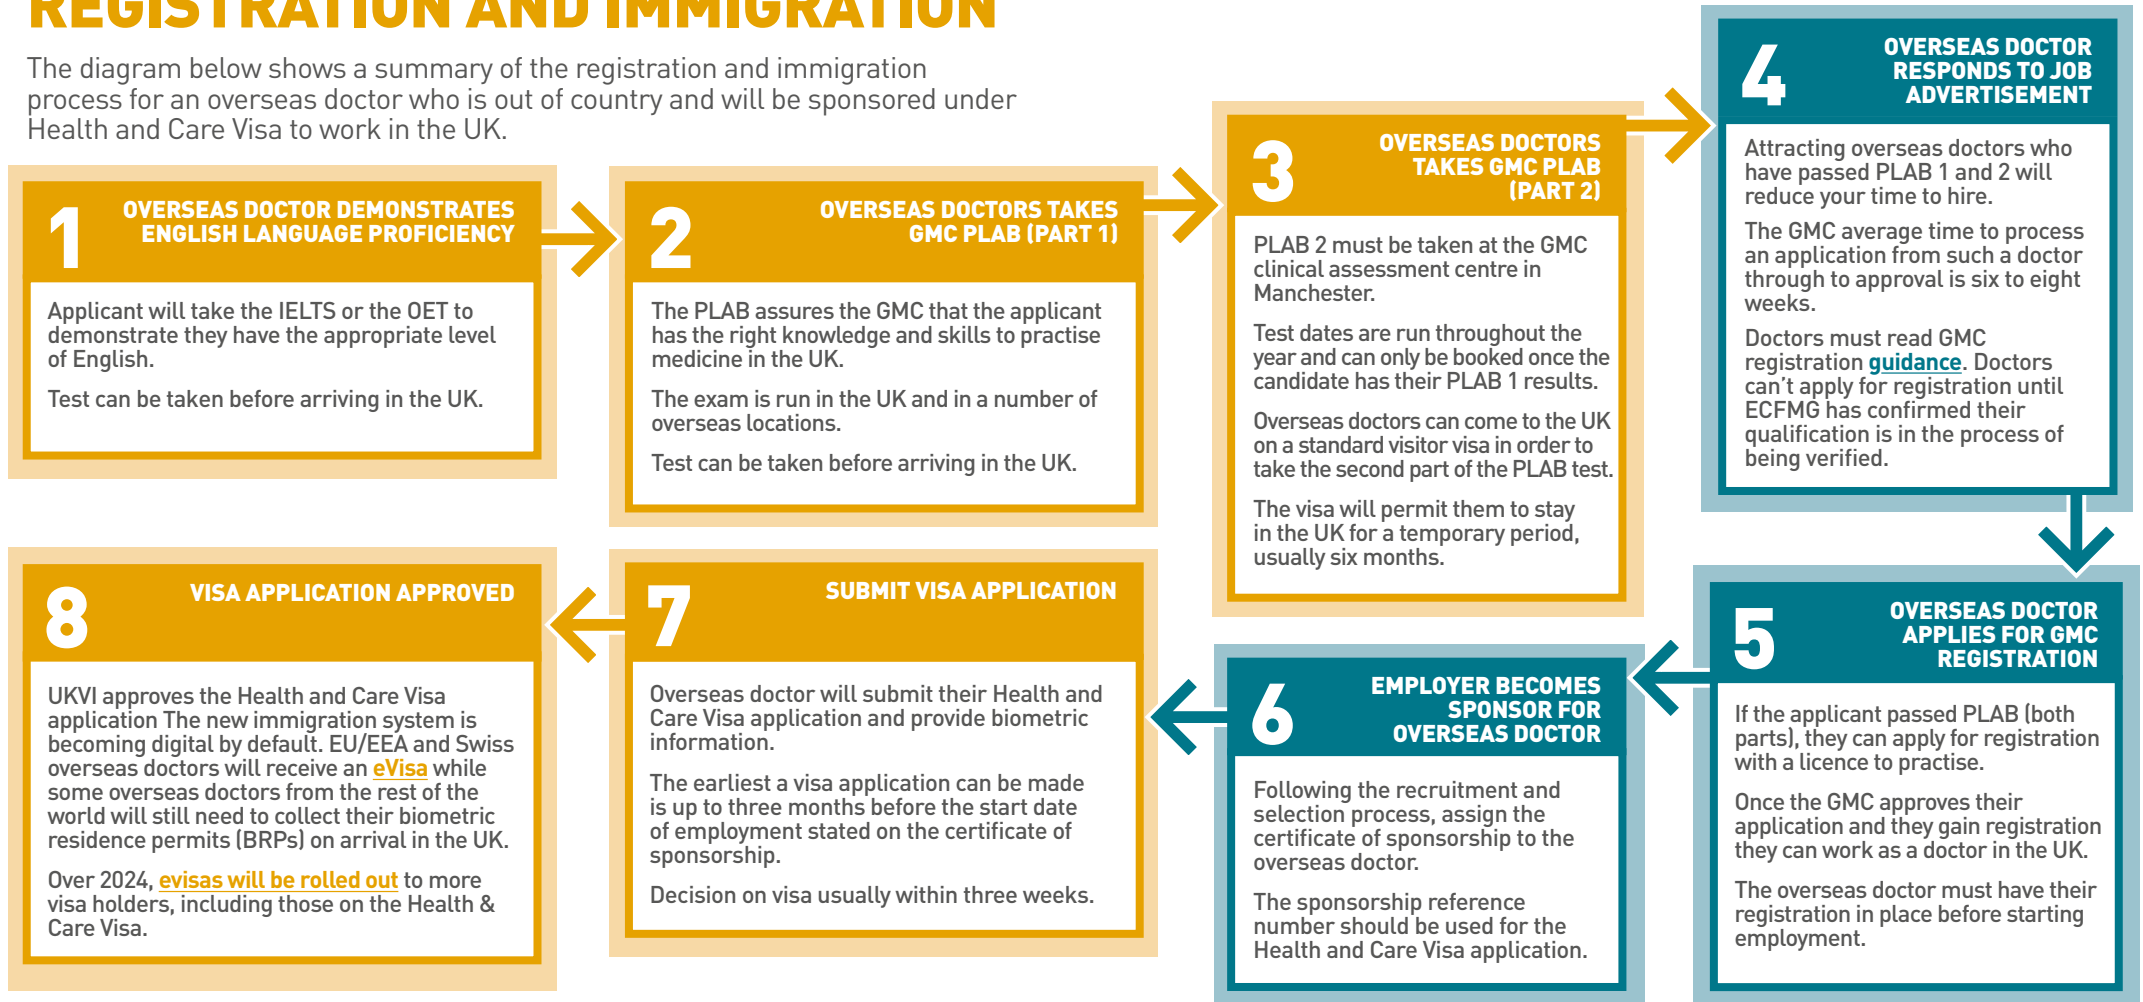 REGISTRATION AND IMMIGRATION
The diagram below shows a summary of the registration and immigration
process for an overseas doctor who is out of country and will be sponsored under
Health and Care Visa to work in the UK.
1
OVERSEAS DOCTOR DEMONSTRATES
ENGLISH LANGUAGE PROFICIENCY
Applicant will take the IELTS or the OET to
demonstrate they have the appropriate level
of English.
Test can be taken before arriving in the UK.
2
OVERSEAS DOCTORS TAKES
GMC PLAB (PART 1)
The PLAB assures the GMC that the applicant
has the right knowledge and skills to practise
medicine in the UK.
The exam is run in the UK and in a number of
overseas locations.
Test can be taken before arriving in the UK.
3
OVERSEAS DOCTORS
TAKES GMC PLAB
(PART 2)
PLAB 2 must be taken at the GMC
clinical assessment centre in
Manchester.
Test dates are run throughout the
year and can only be booked once the
candidate has their PLAB 1 results.
Overseas doctors can come to the UK
on a standard visitor visa in order to
take the second part of the PLAB test.
The visa will permit them to stay
in the UK for a temporary period,
usually six months.
4
OVERSEAS DOCTOR
RESPONDS TO JOB
ADVERTISEMENT
Attracting overseas doctors who
have passed PLAB 1 and 2 will
reduce your time to hire.
The GMC average time to process
an application from such a doctor
through to approval is six to eight
weeks.
Doctors must read GMC
registration guidance. Doctors
can't apply for registration until
ECFMG has confirmed their
qualification is in the process of
being verified.
5
OVERSEAS DOCTOR
APPLIES FOR GMC
REGISTRATION
If the applicant passed PLAB (both
parts), they can apply for registration
with a licence to practise.
Once the GMC approves their
application and they gain registration
they can work as a doctor in the UK.
The overseas doctor must have their
registration in place before starting
employment.
6
EMPLOYER BECOMES
SPONSOR FOR
OVERSEAS DOCTOR
Following the recruitment and
selection process, assign the
certificate of sponsorship to the
overseas doctor.
The sponsorship reference
number should be used for the
Health and Care Visa application.
7
SUBMIT VISA APPLICATION
Overseas doctor will submit their Health and
Care Visa application and provide biometric
information.
The earliest a visa application can be made
is up to three months before the start date
of employment stated on the certificate of
sponsorship.
Decision on visa usually within three weeks.
8
VISA APPLICATION APPROVED
UKVI approves the Health and Care Visa
application The new immigration system is
becoming digital by default. EU/EEA and Swiss
overseas doctors will receive an eVisa while
some overseas doctors from the rest of the
world will still need to collect their biometric
residence permits (BRPs) on arrival in the UK.
Over 2024, evisas will be rolled out to more
visa holders, including those on the Health &
Care Visa.